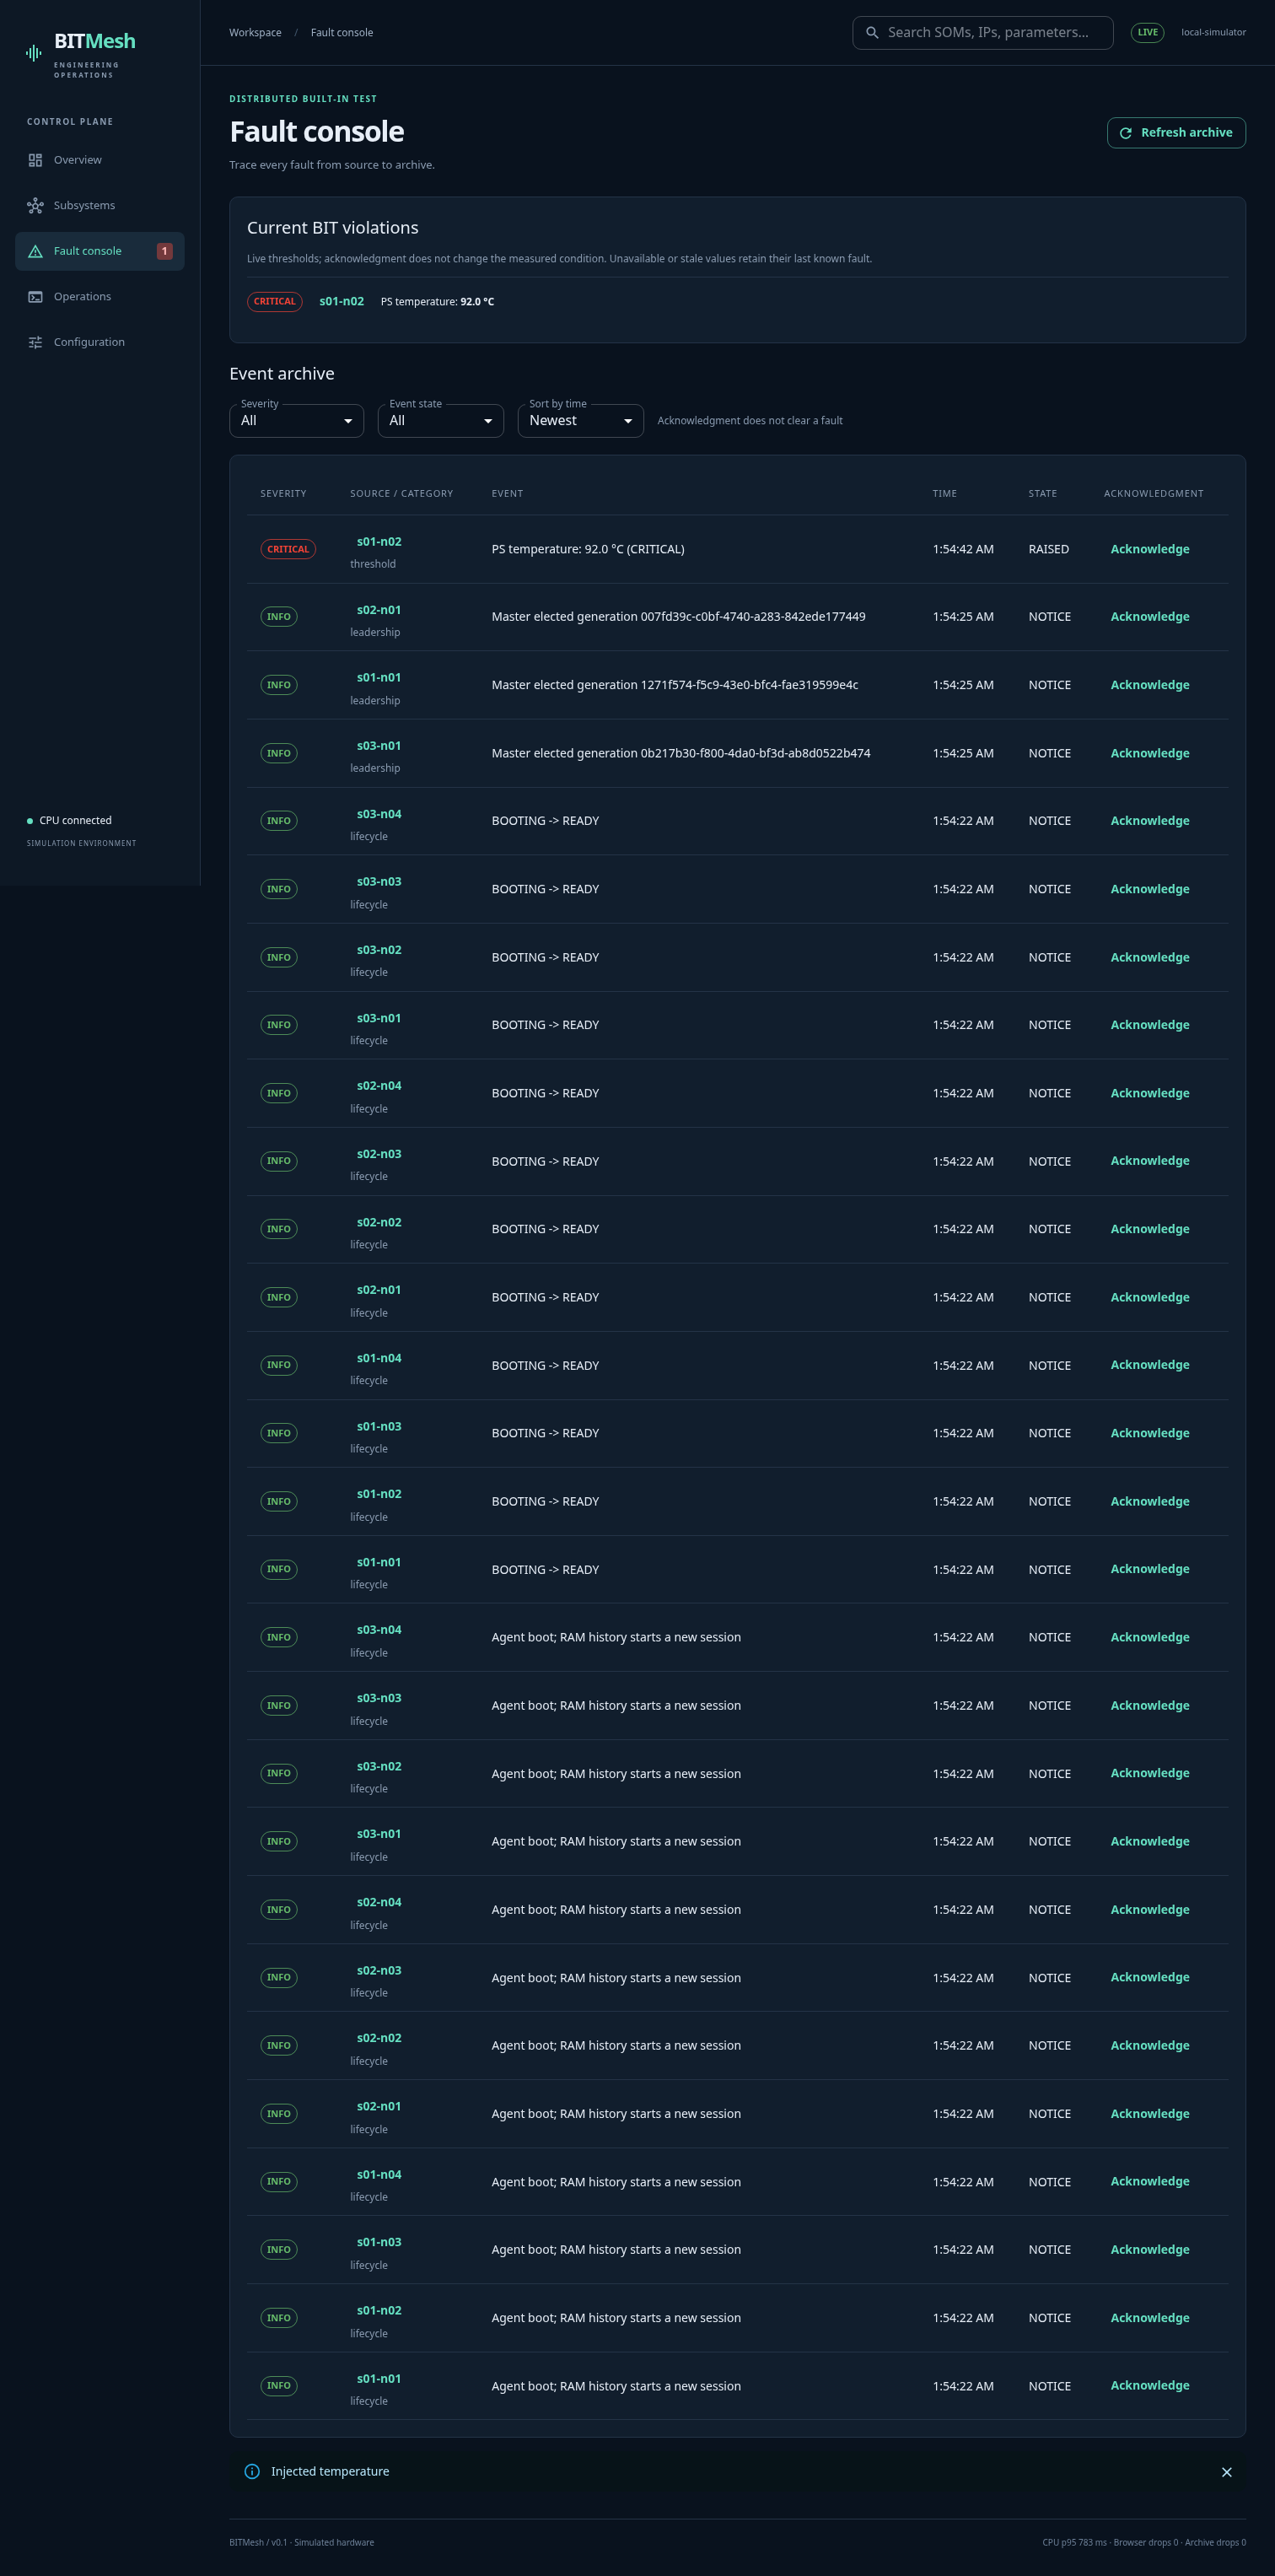 BITMesh
ENGINEERING
OPERATIONS
CONTROL PLANE
Overview
Subsystems
Fault console 1
Operations
Configuration
CPU connected
SIMULATION ENVIRONMENT
Workspace / Fault console
Search SOMs, IPs, parameters...
LIVE
local-simulator
DISTRIBUTED BUILT-IN TEST
Fault console
Trace every fault from source to archive.
Refresh archive
Current BIT violations
Live thresholds; acknowledgment does not change the measured condition. Unavailable or stale values retain their last known fault.
CRITICAL s01-n02 PS temperature: 92.0 °C
Event archive
Severity Event state Sort by time
All All Newest Acknowledgment does not clear a fault
SEVERITY SOURCE / CATEGORY EVENT TIME STATE ACKNOWLEDGMENT
s01-n02
CRITICAL PS temperature: 92.0 °C (CRITICAL) 1:54:42 AM RAISED Acknowledge
threshold
s02-n01
INFO Master elected generation 007fd39c-c0bf-4740-a283-842ede177449 1:54:25 AM NOTICE Acknowledge
leadership
s01-n01
INFO Master elected generation 1271f574-f5c9-43e0-bfc4-fae319599e4c 1:54:25 AM NOTICE Acknowledge
leadership
s03-n01
INFO Master elected generation 0b217b30-f800-4da0-bf3d-ab8d0522b474 1:54:25 AM NOTICE Acknowledge
leadership
s03-n04
INFO BOOTING -> READY 1:54:22 AM NOTICE Acknowledge
lifecycle
s03-n03
INFO BOOTING -> READY 1:54:22 AM NOTICE Acknowledge
lifecycle
s03-n02
INFO BOOTING -> READY 1:54:22 AM NOTICE Acknowledge
lifecycle
s03-n01
INFO BOOTING -> READY 1:54:22 AM NOTICE Acknowledge
lifecycle
s02-n04
INFO BOOTING -> READY 1:54:22 AM NOTICE Acknowledge
lifecycle
s02-n03
INFO BOOTING -> READY 1:54:22 AM NOTICE Acknowledge
lifecycle
s02-n02
INFO BOOTING -> READY 1:54:22 AM NOTICE Acknowledge
lifecycle
s02-n01
INFO BOOTING -> READY 1:54:22 AM NOTICE Acknowledge
lifecycle
s01-n04
INFO BOOTING -> READY 1:54:22 AM NOTICE Acknowledge
lifecycle
s01-n03
INFO BOOTING -> READY 1:54:22 AM NOTICE Acknowledge
lifecycle
s01-n02
INFO BOOTING -> READY 1:54:22 AM NOTICE Acknowledge
lifecycle
s01-n01
INFO BOOTING -> READY 1:54:22 AM NOTICE Acknowledge
lifecycle
s03-n04
INFO Agent boot; RAM history starts a new session 1:54:22 AM NOTICE Acknowledge
lifecycle
s03-n03
INFO Agent boot; RAM history starts a new session 1:54:22 AM NOTICE Acknowledge
lifecycle
s03-n02
INFO Agent boot; RAM history starts a new session 1:54:22 AM NOTICE Acknowledge
lifecycle
s03-n01
INFO Agent boot; RAM history starts a new session 1:54:22 AM NOTICE Acknowledge
lifecycle
s02-n04
INFO Agent boot; RAM history starts a new session 1:54:22 AM NOTICE Acknowledge
lifecycle
s02-n03
INFO Agent boot; RAM history starts a new session 1:54:22 AM NOTICE Acknowledge
lifecycle
s02-n02
INFO Agent boot; RAM history starts a new session 1:54:22 AM NOTICE Acknowledge
lifecycle
s02-n01
INFO Agent boot; RAM history starts a new session 1:54:22 AM NOTICE Acknowledge
lifecycle
s01-n04
INFO Agent boot; RAM history starts a new session 1:54:22 AM NOTICE Acknowledge
lifecycle
s01-n03
INFO Agent boot; RAM history starts a new session 1:54:22 AM NOTICE Acknowledge
lifecycle
s01-n02
INFO Agent boot; RAM history starts a new session 1:54:22 AM NOTICE Acknowledge
lifecycle
s01-n01
INFO Agent boot; RAM history starts a new session 1:54:22 AM NOTICE Acknowledge
lifecycle
Injected temperature
BITMesh / v0.1 · Simulated hardware CPU p95 783 ms · Browser drops 0 · Archive drops 0